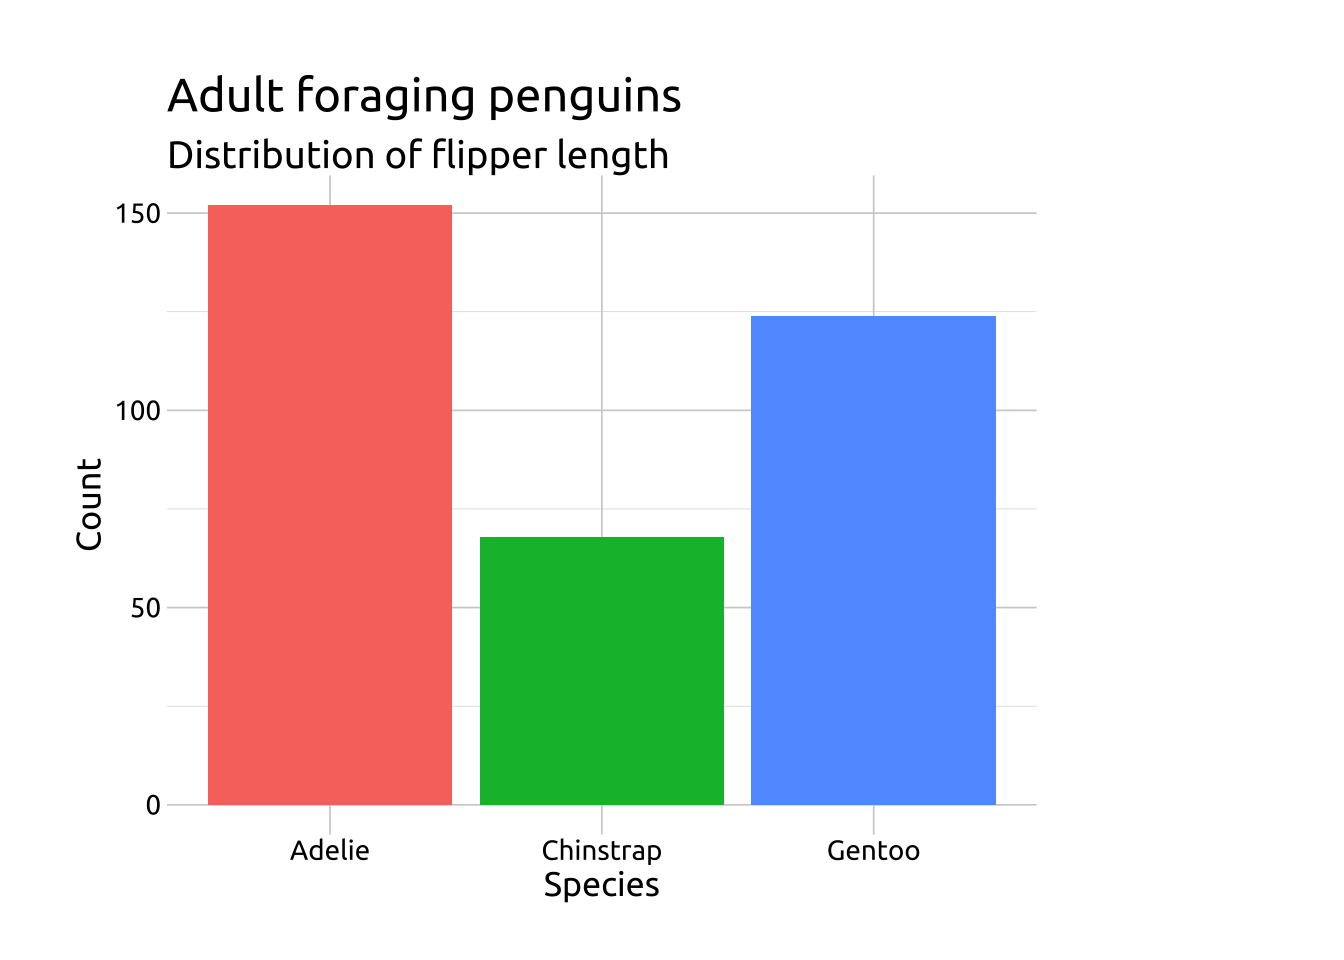 Adult foraging penguins
Distribution of flipper length
150
100
50
0
Count
Adelie
Chinstrap
Gentoo
Species